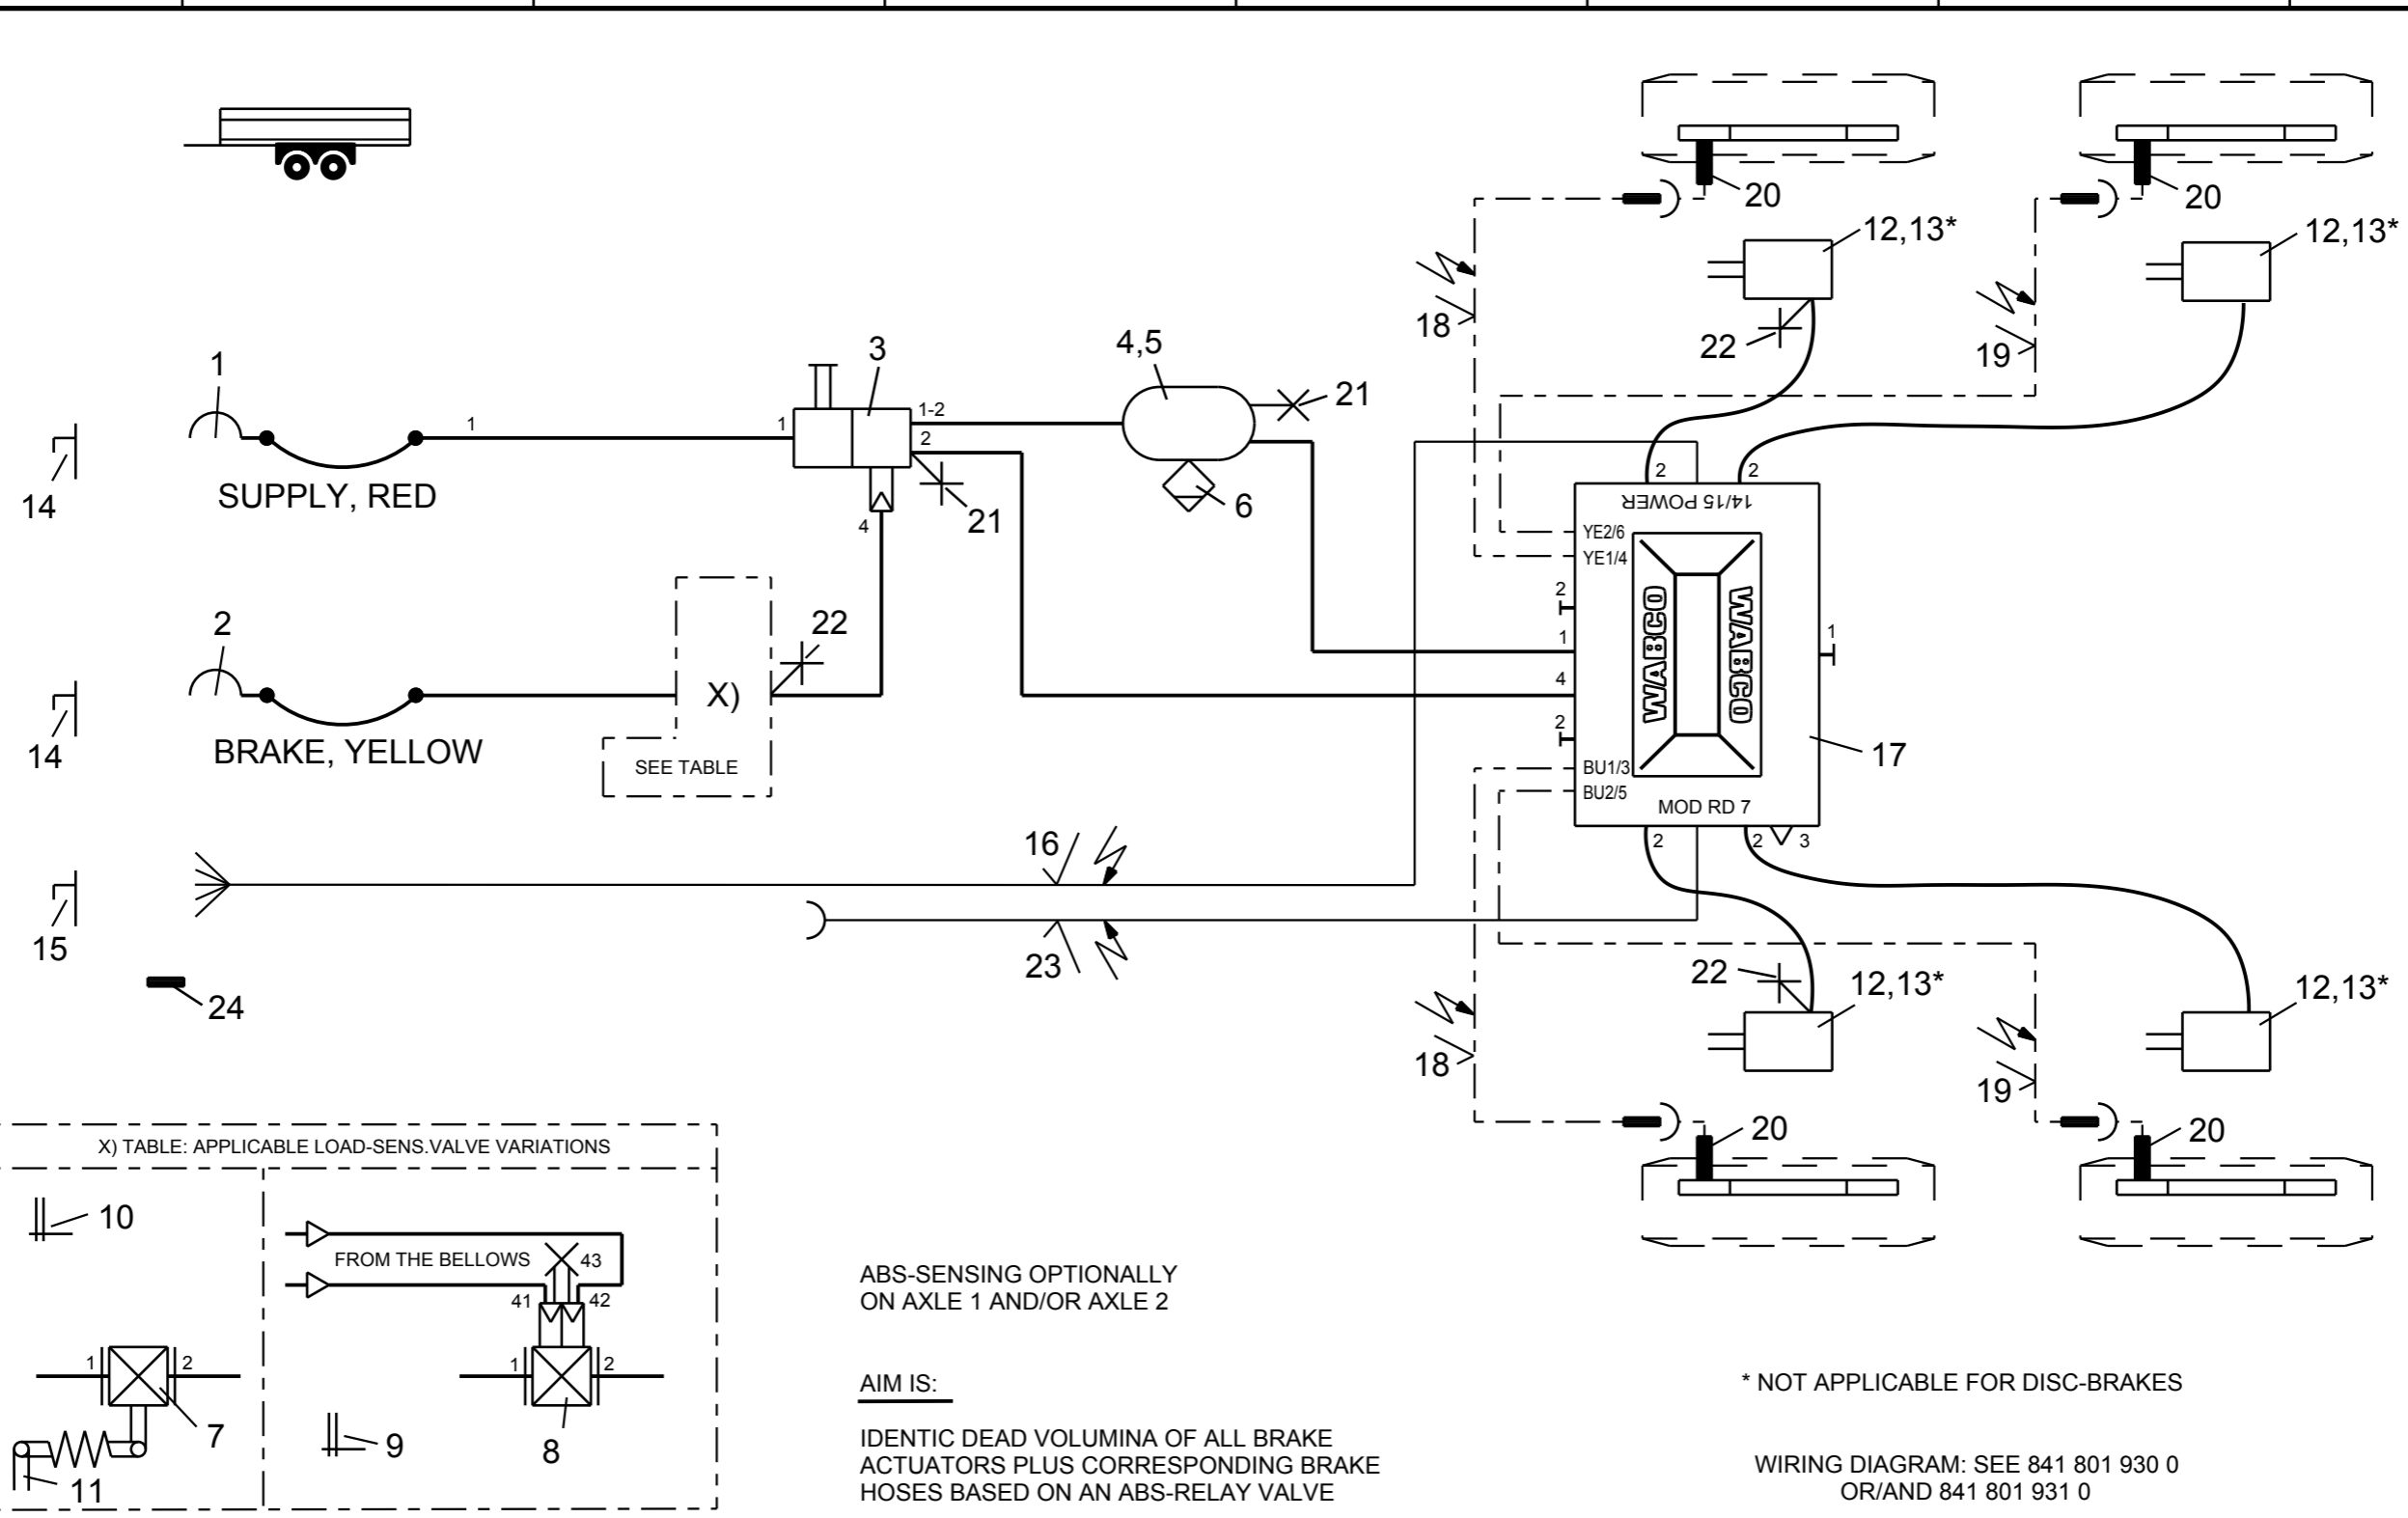 20
20
12,13*
12,13*
18
22
19
1
3
4,5
21
1
1
1-2
2
14
SUPPLY, RED
4
21
6
2
2
14/15 POWER
YE2/6
YE1/4
2
1
4
2
1
WABCO
WABCO
2
22
X)
14
BRAKE, YELLOW
SEE TABLE
17
BU1/3
BU2/5
MOD RD 7
2
2
3
16
15
23
24
22
12,13*
12,13*
18
19
20
20
X) TABLE: APPLICABLE LOAD-SENS.VALVE VARIATIONS
10
FROM THE BELLOWS
43
41
42
1
2
1
2
7
8
9
11
ABS-SENSING OPTIONALLY
ON AXLE 1 AND/OR AXLE 2
AIM IS:
IDENTIC DEAD VOLUMINA OF ALL BRAKE
ACTUATORS PLUS CORRESPONDING BRAKE
HOSES BASED ON AN ABS-RELAY VALVE
* NOT APPLICABLE FOR DISC-BRAKES
WIRING DIAGRAM: SEE 841 801 930 0
OR/AND 841 801 931 0